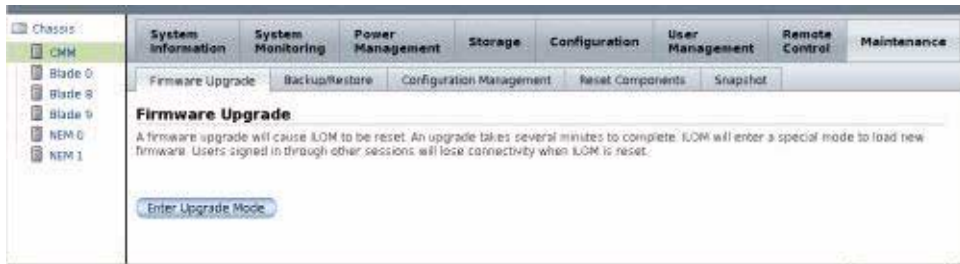 Chassis
CMM
Blade 0
Blade 8
Blade 9
NEM 0
NEM 1
System Information
System Monitoring
Power Management
Storage
Configuration
User Management
Remote Control
Maintenance
Firmware Upgrade
Backup/Restore
Configuration Management
Reset Components
Snapshot
Firmware Upgrade
A firmware upgrade will cause ILOM to be reset. An upgrade takes several minutes to complete. ILOM will enter a special mode to load new
firmware. Users signed in through other sessions will lose connectivity when ILOM is reset.
Enter Upgrade Mode